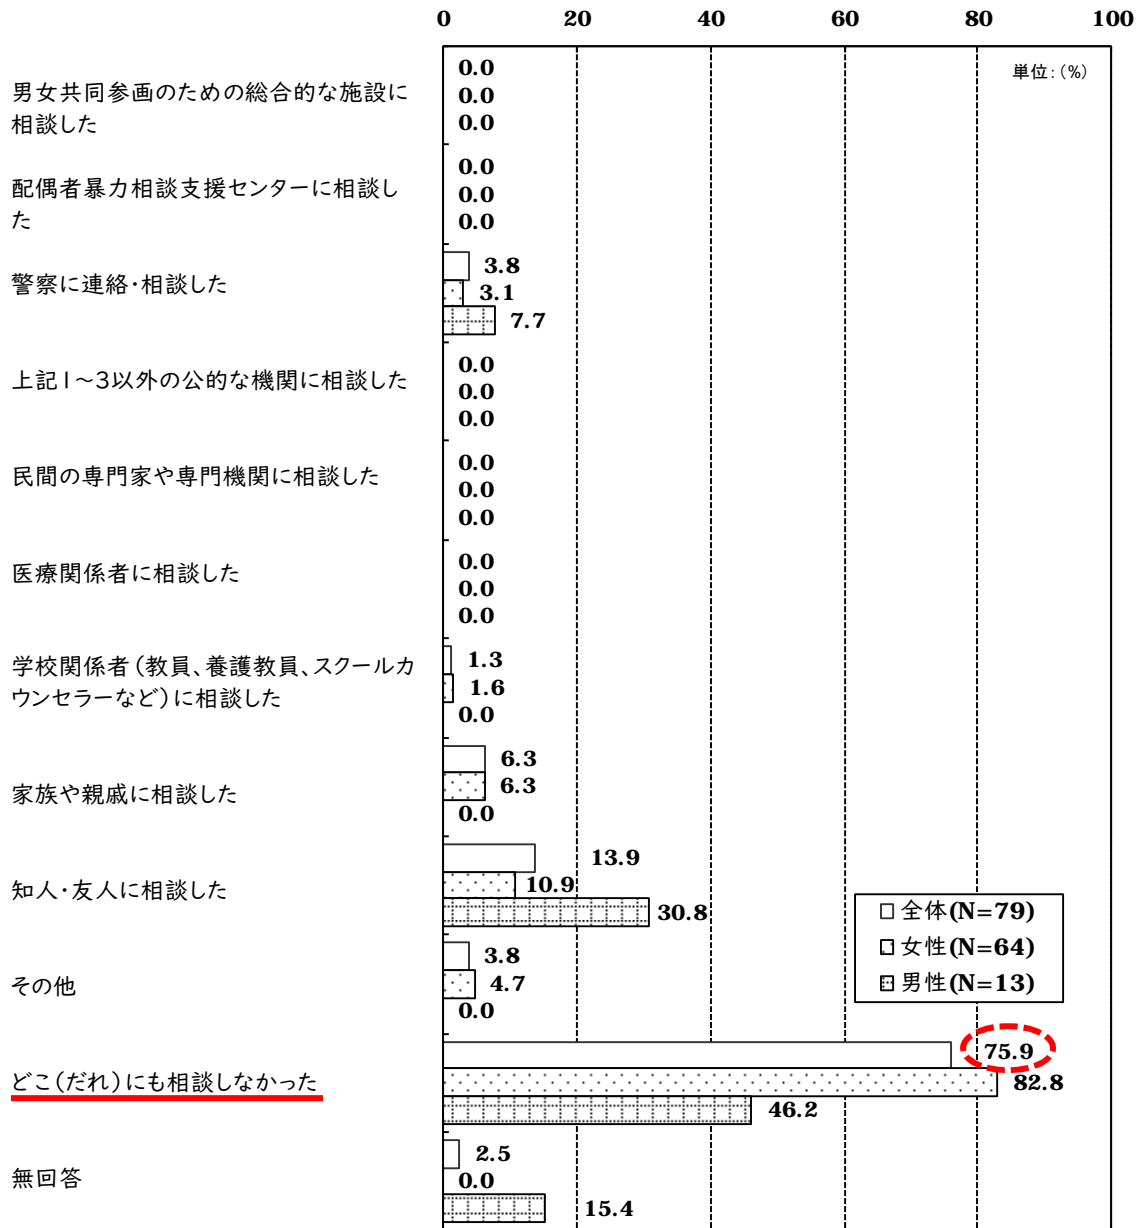 0 20 40 60 80 100
単位:(%)
男女共同参画のための総合的な施設に
相談した
0.0
0.0
0.0
配偶者暴力相談支援センターに相談し
た
0.0
0.0
0.0
警察に連絡・相談した
3.8
3.1
7.7
上記1~3以外の公的な機関に相談した
0.0
0.0
0.0
民間の専門家や専門機関に相談した
0.0
0.0
0.0
医療関係者に相談した
0.0
0.0
0.0
学校関係者(教員、養護教員、スクールカ
ウンセラーなど)に相談した
1.3
1.6
0.0
家族や親戚に相談した
6.3
6.3
0.0
知人・友人に相談した
13.9
10.9
30.8
全体(N=79)
女性(N=64)
男性(N=13)
その他
3.8
4.7
0.0
どこ(だれ)にも相談しなかった
75.9
82.8
46.2
無回答
2.5
0.0
15.4